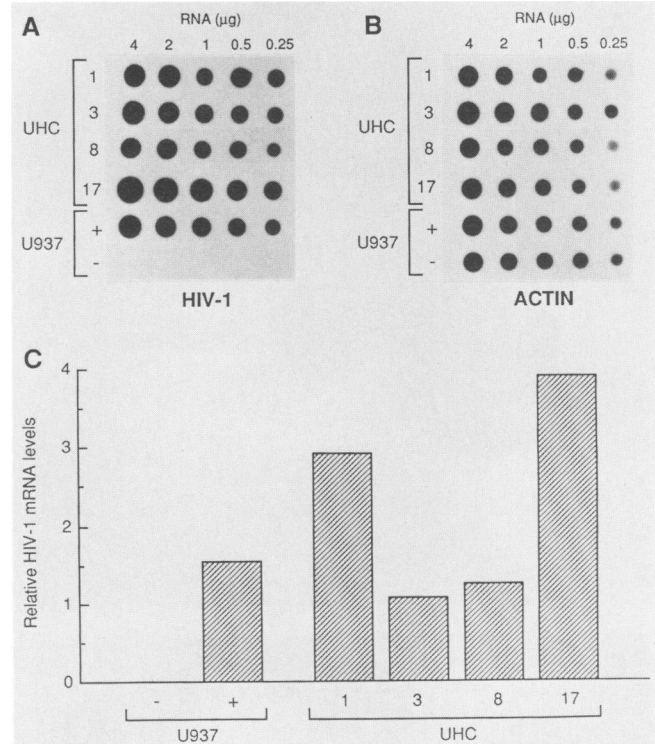 A
RNA (µg)
4 2 1 0.5 0.25
UHC
1
3
8
17
U937
+
-
HIV-1
B
RNA (µg)
4 2 1 0.5 0.25
UHC
1
3
8
17
U937
+
-
ACTIN
C
Relative HIV-1 mRNA levels
4
3
2
1
0
- + 1 3 8 17
U937 UHC